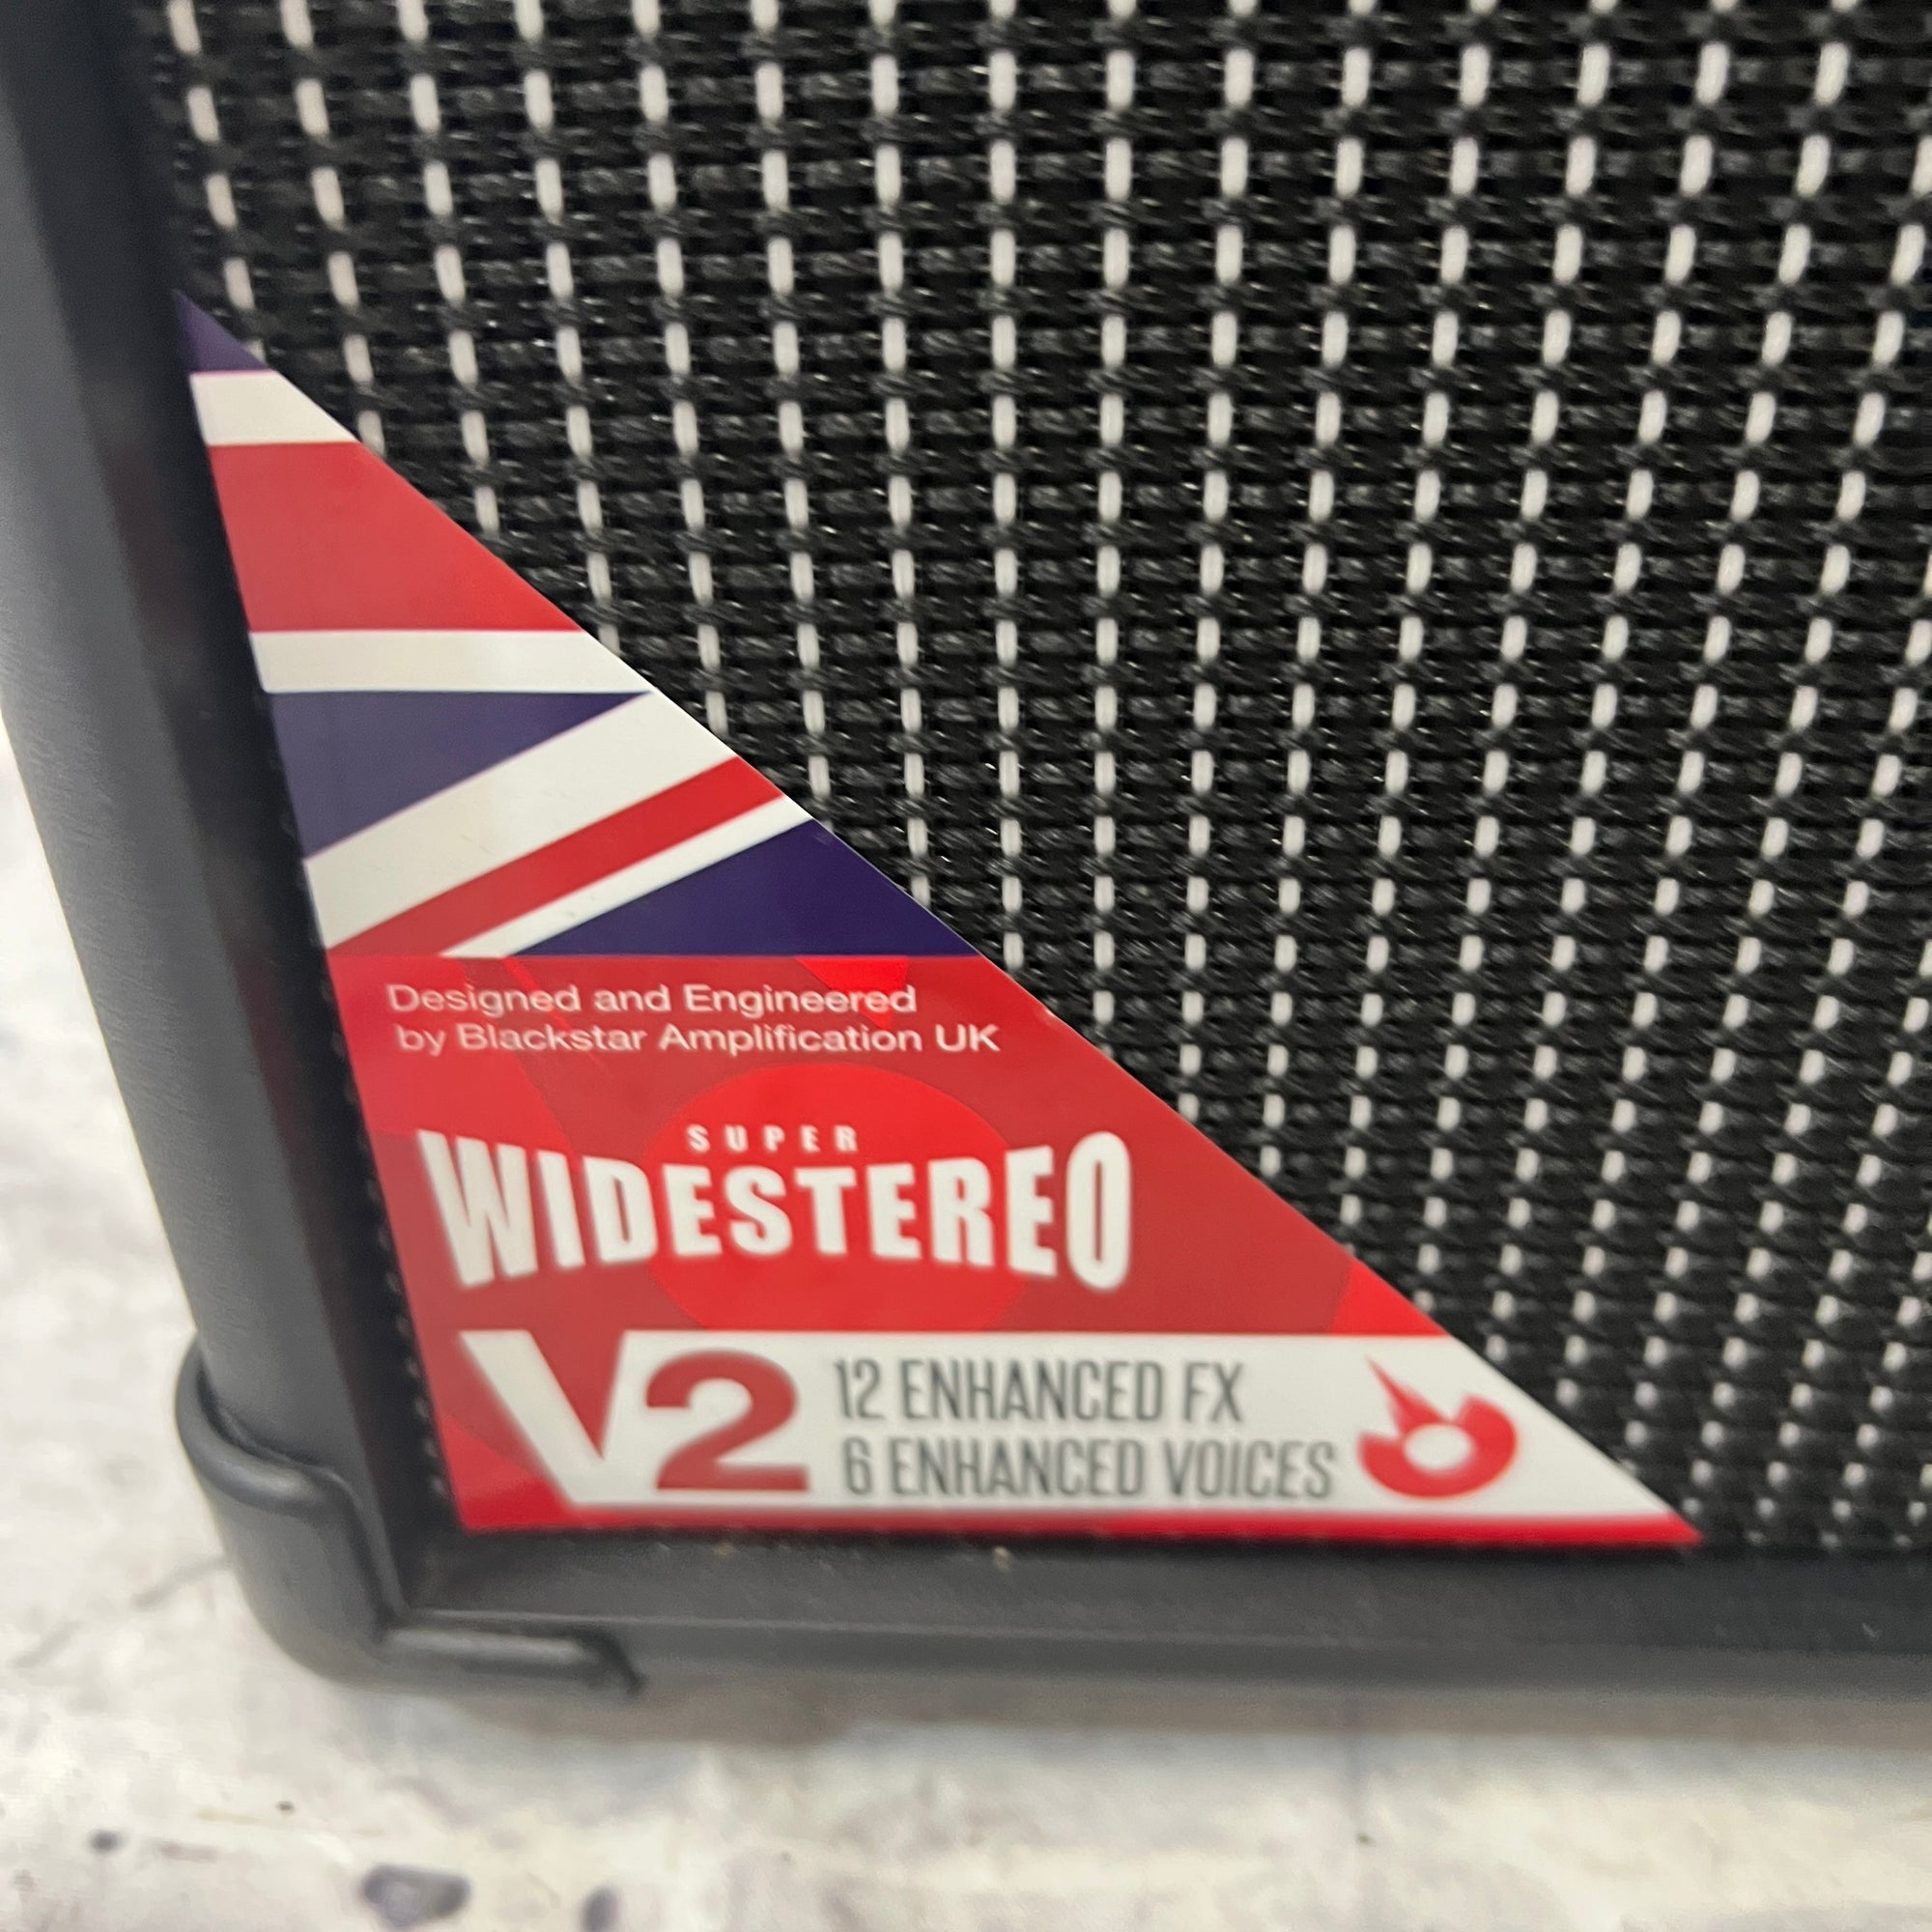 Designed and Engineered
by Blackstar Amplification UK
SUPER
WIDESTEREO
V2
12 ENHANCED FX
6 ENHANCED VOICES